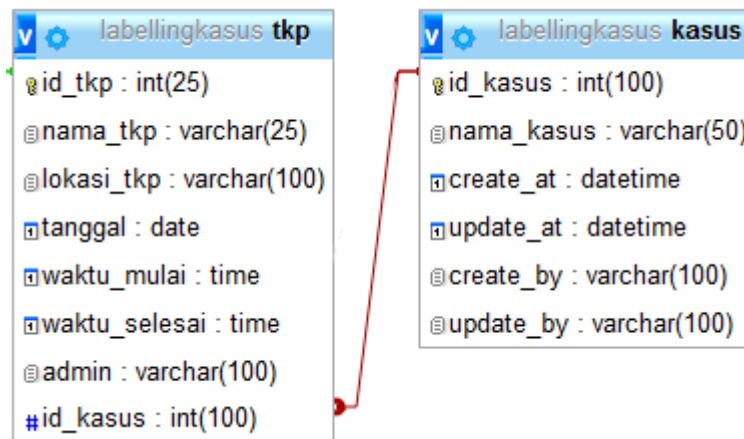 labellingkasus tkp
id_tkp : int(25)
nama_tkp : varchar(25)
lokasi_tkp : varchar(100)
tanggal : date
waktu_mulai : time
waktu_selesai : time
admin : varchar(100)
id_kasus : int(100)
labellingkasus kasus
id_kasus : int(100)
nama_kasus : varchar(50)
create_at : datetime
update_at : datetime
create_by : varchar(100)
update_by : varchar(100)